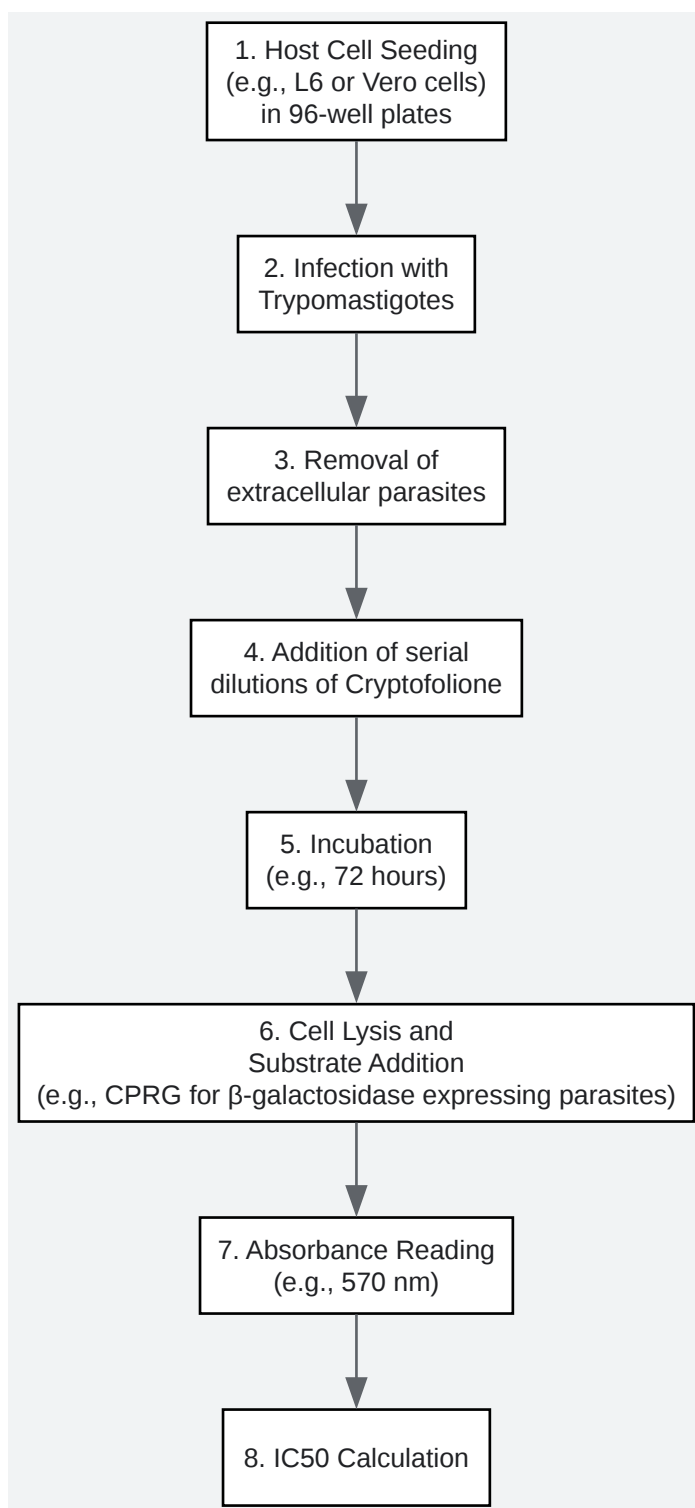 1. Host Cell Seeding
(e.g., L6 or Vero cells)
in 96-well plates
2. Infection with
Trypomastigotes
3. Removal of
extracellular parasites
4. Addition of serial
dilutions of Cryptofolione
5. Incubation
(e.g., 72 hours)
6. Cell Lysis and
Substrate Addition
(e.g., CPRG for β-galactosidase expressing parasites)
7. Absorbance Reading
(e.g., 570 nm)
8. IC50 Calculation